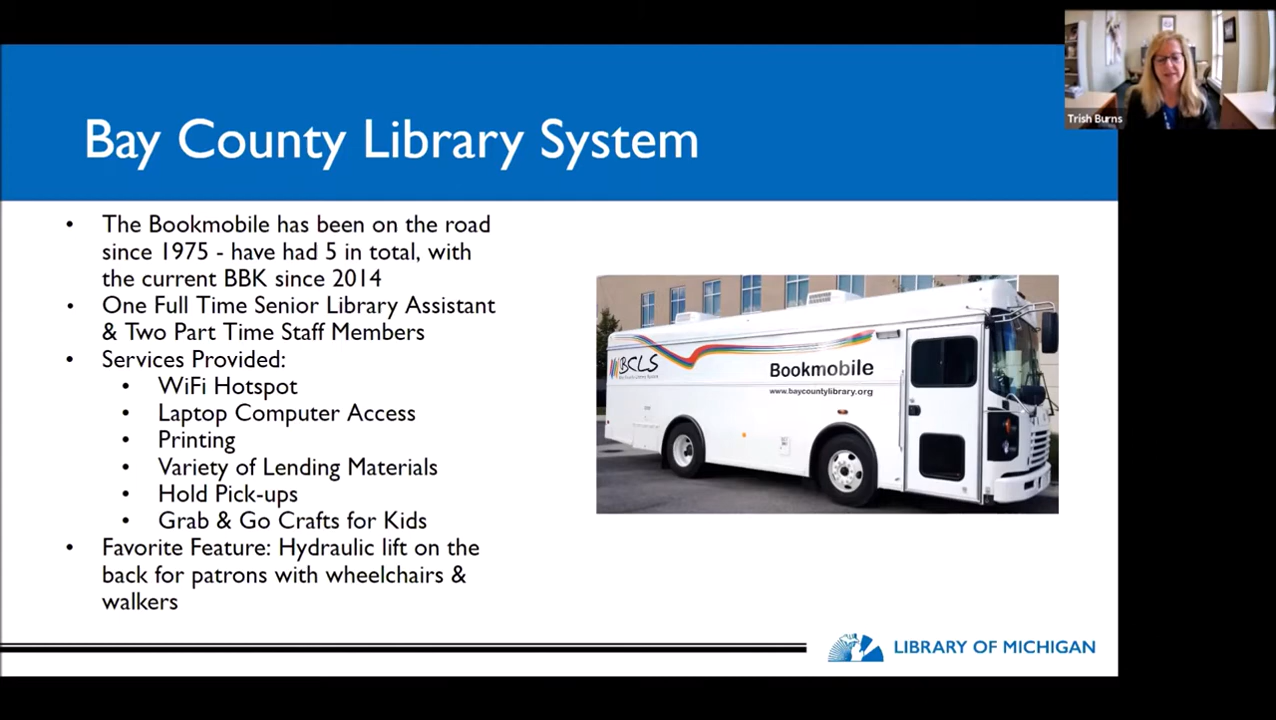 Trish Burns
Bay County Library System
• The Bookmobile has been on the road
since 1975 - have had 5 in total, with
the current BBK since 2014
• One Full Time Senior Library Assistant
& Two Part Time Staff Members
• Services Provided:
• WiFi Hotspot
• Laptop Computer Access
• Printing
• Variety of Lending Materials
• Hold Pick-ups
• Grab & Go Crafts for Kids
• Favorite Feature: Hydraulic lift on the
back for patrons with wheelchairs &
walkers
BCLS
Bay County Library System
Bookmobile
www.baycountylibrary.org
LIBRARY OF MICHIGAN